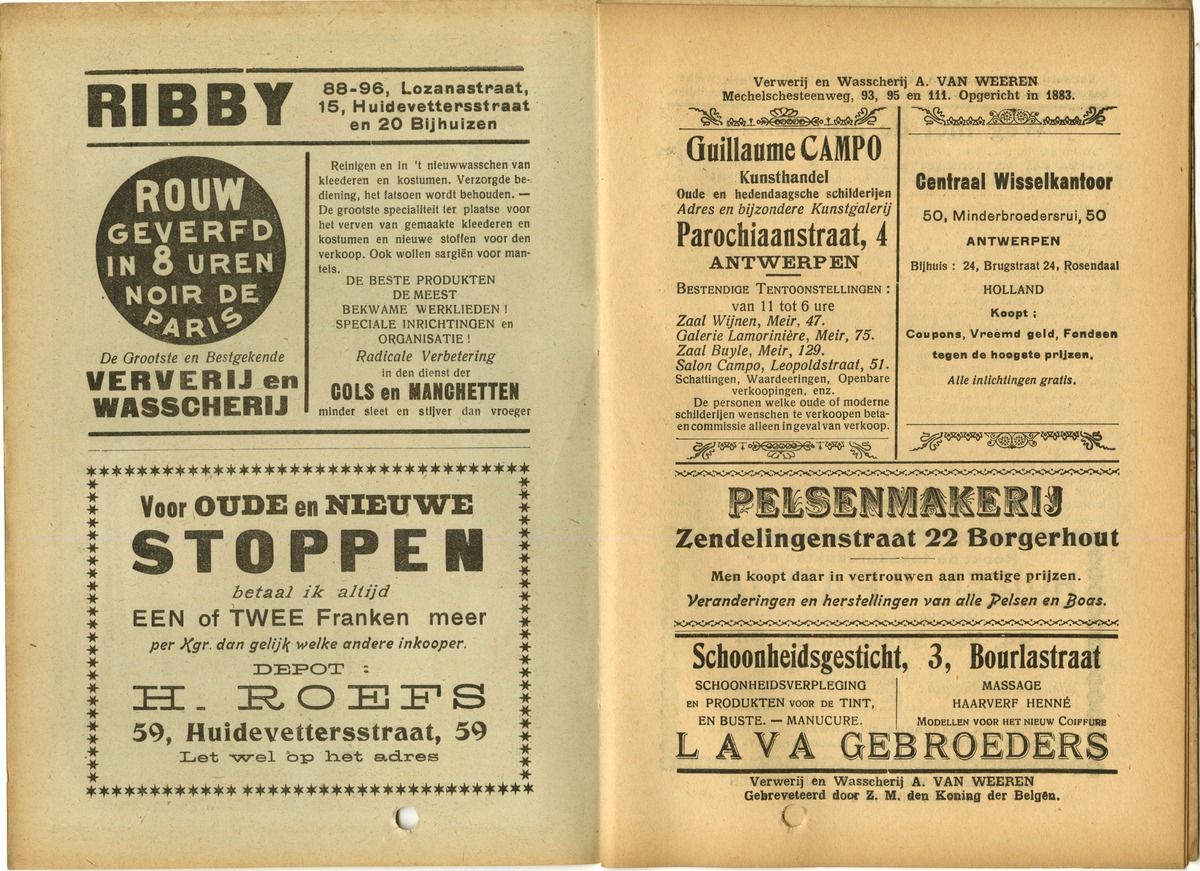 RIBBY
88-96, Lozanastraat,
15, Huidevettersstraat
en 20 Bijhuizen
ROUW
GEVERFD
IN 8 UREN
NOIR DE
PARIS
De Grootste en Bestgekende
VERVERIJ en
WASSCHERIJ
Reinigen en in 't nieuwwasschen van
kleederen en kostumen. Verzorgde be-
diening, het fatsoen wordt behouden. —
De grootste specialiteit ter plaatse voor
het verven van gemaakte kleederen en
kostumen en nieuwe stoffen voor den
verkoop. Ook wollen sargiën voor man-
tels.
DE BESTE PRODUKTEN
DE MEEST
BEKWAME WERKLIEDEN !
SPECIALE INRICHTINGEN en
ORGANISATIE !
Radicale Verbetering
in den dienst der
COLS en MANCHETTEN
minder sleet en stijver dan vroeger
Voor OUDE en NIEUWE
STOPPEN
betaal ik altijd
EEN of TWEE Franken meer
per Kgr. dan gelijk welke andere inkooper.
DEPOT :
H. ROEFS
59, Huidevettersstraat, 59
Let wel op het adres
Verwerij en Wasscherij A. VAN WEEREN
Mechelschesteenweg, 93, 95 en 111. Opgericht in 1883.
Guillaume CAMPO
Kunsthandel
Oude en hedendaagsche schilderijen
Adres en bijzondere Kunstgalerij
Parochiaanstraat, 4
ANTWERPEN
BESTENDIGE TENTOONSTELLINGEN :
van 11 tot 6 ure
Zaal Wijnen, Meir, 47.
Galerie Lamorinière, Meir, 75.
Zaal Buyle, Meir, 129.
Salon Campo, Leopoldstraat, 51.
Schattingen, Waardeeringen, Openbare
verkoopingen, enz.
De personen welke oude of moderne
schilderijen wenschen te verkoopen beta-
en commissie alleen in geval van verkoop.
Centraal Wisselkantoor
50, Minderbroedersrui, 50
ANTWERPEN
Bijhuis : 24, Brugstraat 24, Rosendaal
HOLLAND
Koopt ;
Coupons, Vreemd geld, Fondsen
tegen de hoogste prijzen,
Alle inlichtingen gratis.
PELSENMAKERIJ
Zendelingenstraat 22 Borgerhout
Men koopt daar in vertrouwen aan matige prijzen.
Veranderingen en herstellingen van alle Pelsen en Boas.
Schoonheidsgesticht, 3, Bourlastraat
SCHOONHEIDSVERPLEGING
EN PRODUKTEN VOOR DE TINT,
EN BUSTE. — MANUCURE.
MASSAGE
HAARVERF HENNÉ
MODELLEN VOOR HET NIEUW COIFFURE
LAVA GEBROEDERS
Verwerij en Wasscherij A. VAN WEEREN
Gebreveteerd door Z. M. den Koning der Belgen.